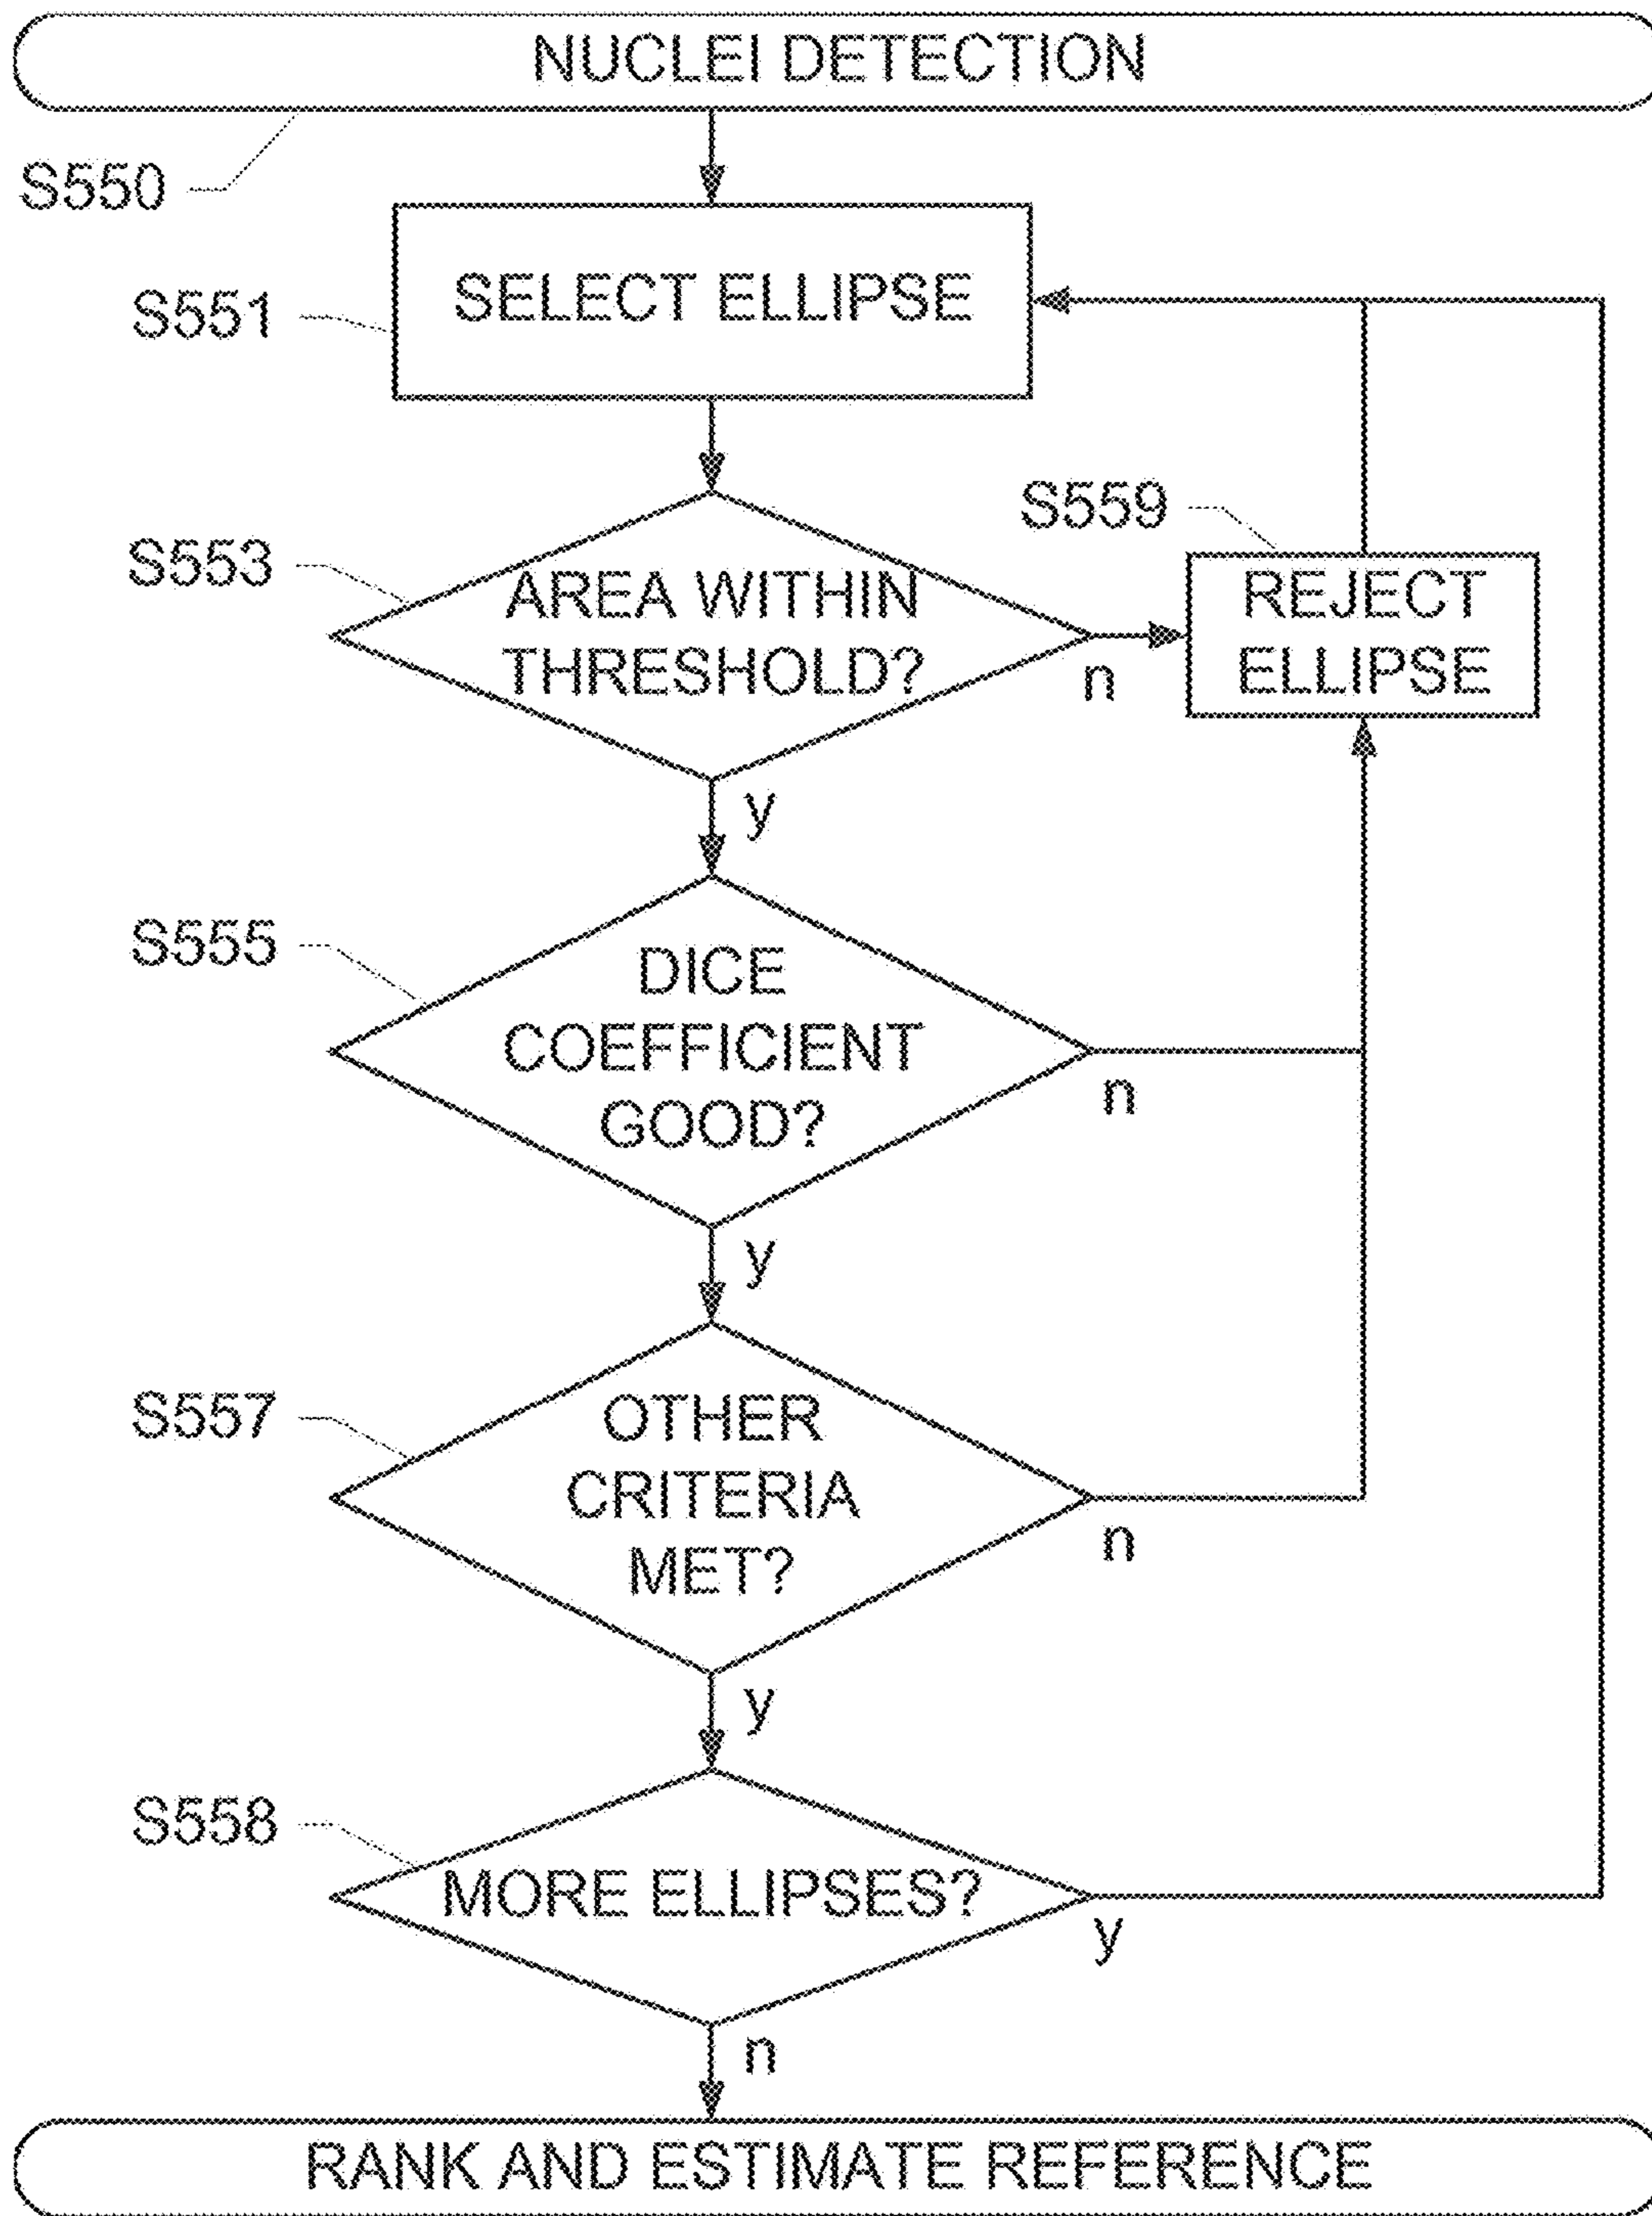 NUCLEI DETECTION
S550
SELECT ELLIPSE
S551
S559
S553
AREA WITHIN
THRESHOLD?
n
REJECT
ELLIPSE
y
S555
DICE
COEFFICIENT
GOOD?
n
y
S557
OTHER
CRITERIA
MET?
n
y
S558
MORE ELLIPSES?
y
n
RANK AND ESTIMATE REFERENCE